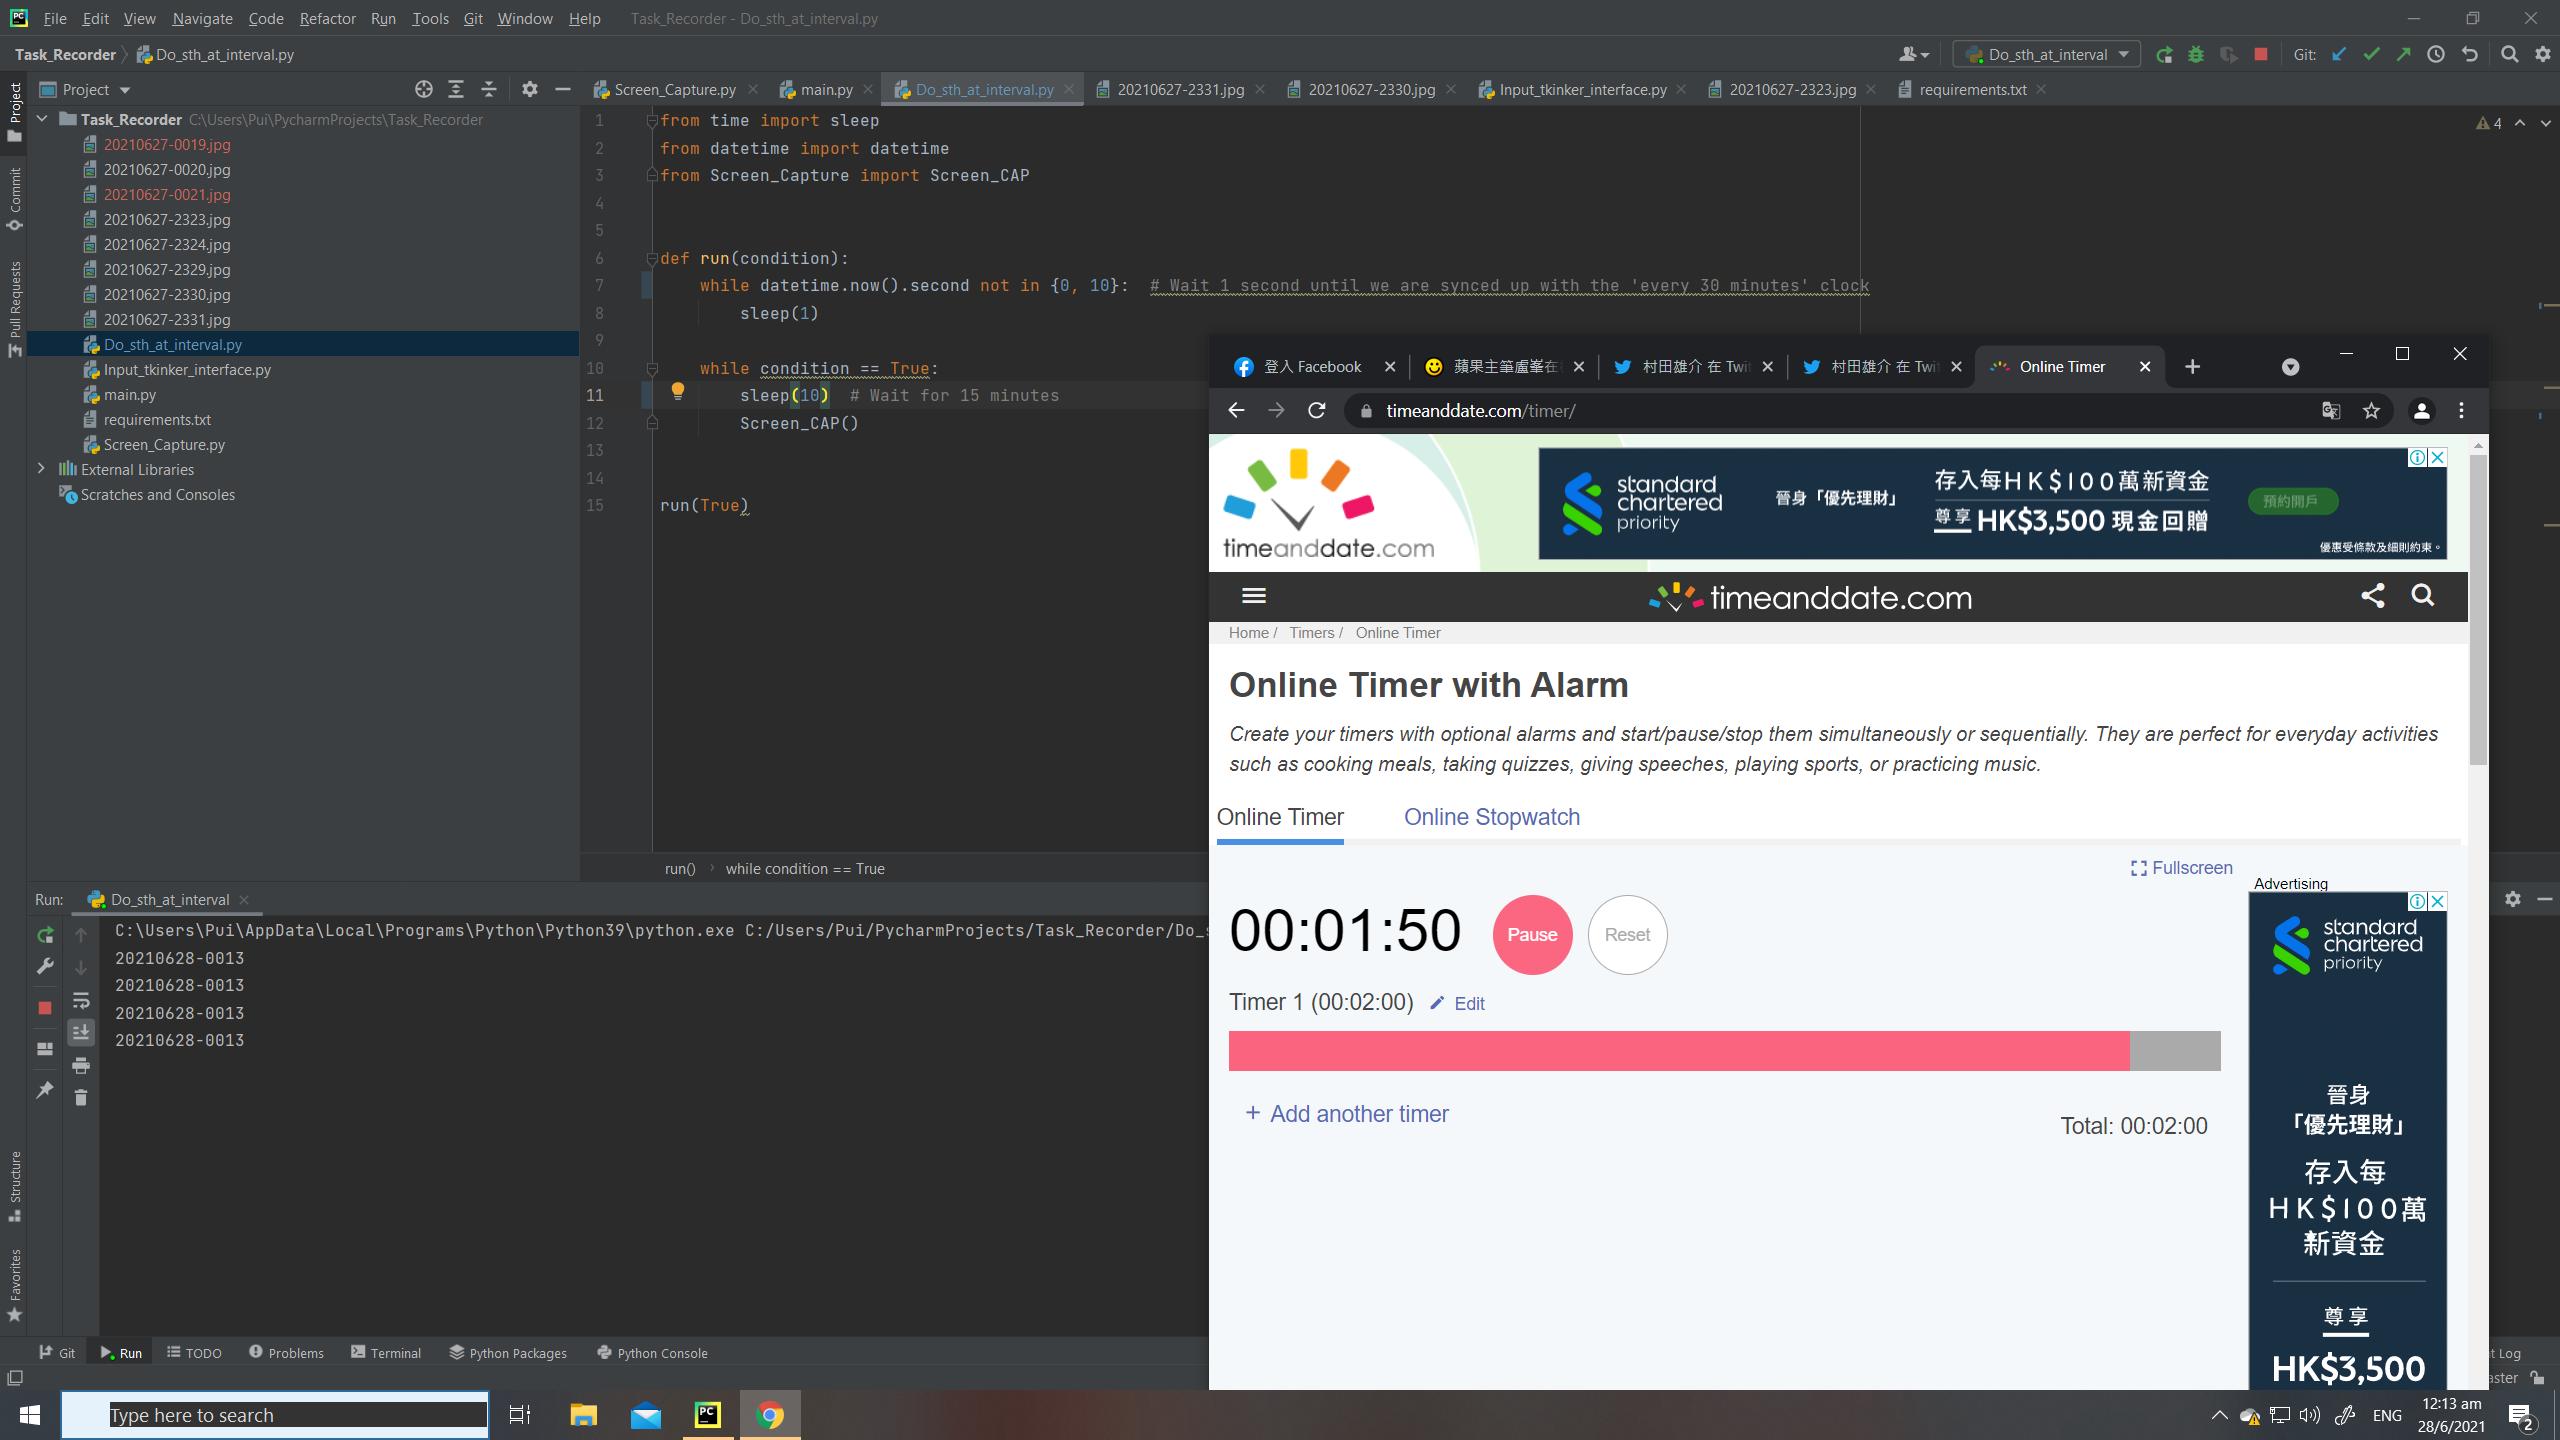 File Edit View Navigate Code Refactor Run Tools Git Window Help Task_Recorder - Do_sth_at_interval.py
Task_Recorder Do_sth_at_interval.py
Do_sth_at_interval Git:
Project
Screen_Capture.py main.py Do_sth_at_interval.py 20210627-2331.jpg 20210627-2330.jpg Input_tkinker_interface.py 20210627-2323.jpg requirements.txt
Project
Commit
Pull Requests
Structure
Favorites
Task_Recorder C:\Users\Pui\PycharmProjects\Task_Recorder
20210627-0019.jpg
20210627-0020.jpg
20210627-0021.jpg
20210627-2323.jpg
20210627-2324.jpg
20210627-2329.jpg
20210627-2330.jpg
20210627-2331.jpg
Do_sth_at_interval.py
Input_tkinker_interface.py
main.py
requirements.txt
Screen_Capture.py
External Libraries
Scratches and Consoles
4
1 from time import sleep
2 from datetime import datetime
3 from Screen_Capture import Screen_CAP
4
5
6 def run(condition):
7 while datetime.now().second not in {0, 10}: # Wait 1 second until we are synced up with the 'every 30 minutes' clock
8 sleep(1)
9
10 while condition == True:
11 sleep(10) # Wait for 15 minutes
12 Screen_CAP()
13
14
15 run(True)
run() while condition == True
登入 Facebook 蘋果主筆盧峯在 村田雄介 在 Twi 村田雄介 在 Twi Online Timer
timeanddate.com/timer/
timeanddate.com
standard
chartered
priority
晉身「優先理財」
存入每HK$100萬新資金
尊享 HK$3,500 現金回贈
預約開戶
優惠受條款及細則約束。
timeanddate.com
Home / Timers / Online Timer
Online Timer with Alarm
Create your timers with optional alarms and start/pause/stop them simultaneously or sequentially. They are perfect for everyday activities
such as cooking meals, taking quizzes, giving speeches, playing sports, or practicing music.
Online Timer Online Stopwatch
Fullscreen
Advertising
00:01:50 Pause Reset
Timer 1 (00:02:00) Edit
+ Add another timer
Total: 00:02:00
standard
chartered
priority
晉身
「優先理財」
存入每
HK$100萬
新資金
尊享
HK$3,500
Run: Do_sth_at_interval
C:\Users\Pui\AppData\Local\Programs\Python\Python39\python.exe C:/Users/Pui/PycharmProjects/Task_Recorder/Do_s
20210628-0013
20210628-0013
20210628-0013
20210628-0013
Git Run TODO Problems Terminal Python Packages Python Console
t Log
aster
Type here to search
PC
ENG
12:13 am
28/6/2021
2